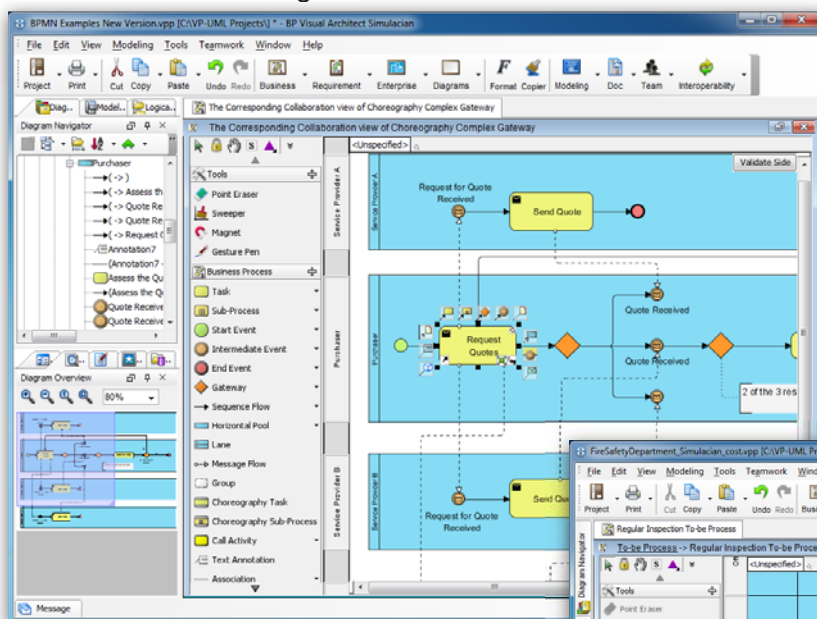 BPMN Examples New Version.vpp [C:\VP-UML Projects\] * - BP Visual Architect Simulacian
File Edit View Modeling Tools Teamwork Window Help
Project Print Cut Copy Paste Undo Redo Business Requirement Enterprise Diagrams Format Copier Modeling Doc Team Interoperability
Diag.. Model.. Logica..
The Corresponding Collaboration view of Choreography Complex Gateway
Diagram Navigator
Purchaser
( -> )
( -> Assess th
( -> Quote Re
( -> Quote Re
( -> Request Q
Annotation7
(Annotation7 -
Assess the Qu
(Assess the Q
Quote Receive
Quote Receive
Diagram Overview
80%
Message
The Corresponding Collaboration view of Choreography Complex Gateway
Tools
Point Eraser
Sweeper
Magnet
Gesture Pen
Business Process
Task
Sub-Process
Start Event
Intermediate Event
End Event
Gateway
Sequence Flow
Horizontal Pool
Lane
Message Flow
Group
Choreography Task
Choreography Sub-Process
Call Activity
Text Annotation
Association
<Unspecified>
Validate Side
Service Provider A
Service Provider A
Request for Quote
Received
Send Quote
Purchaser
Purchaser
Request
Quotes
Quote Received
Quote Received
2 of the 3 res
Service Provider B
Service Provider B
Request for Quote
Received
Send Quo
FireSafetyDepartment_Simulacian_cost.vpp [C:\VP-UML Pr
File Edit View Modeling Tools Teamwork Wind
Project Print Cut Copy Paste Undo Redo Busi
Regular Inspection To-be Process
Diagram Navigator
To-be Process -> Regular Inspection To-be Proce
Tools
Point Eraser
<Unspecified>